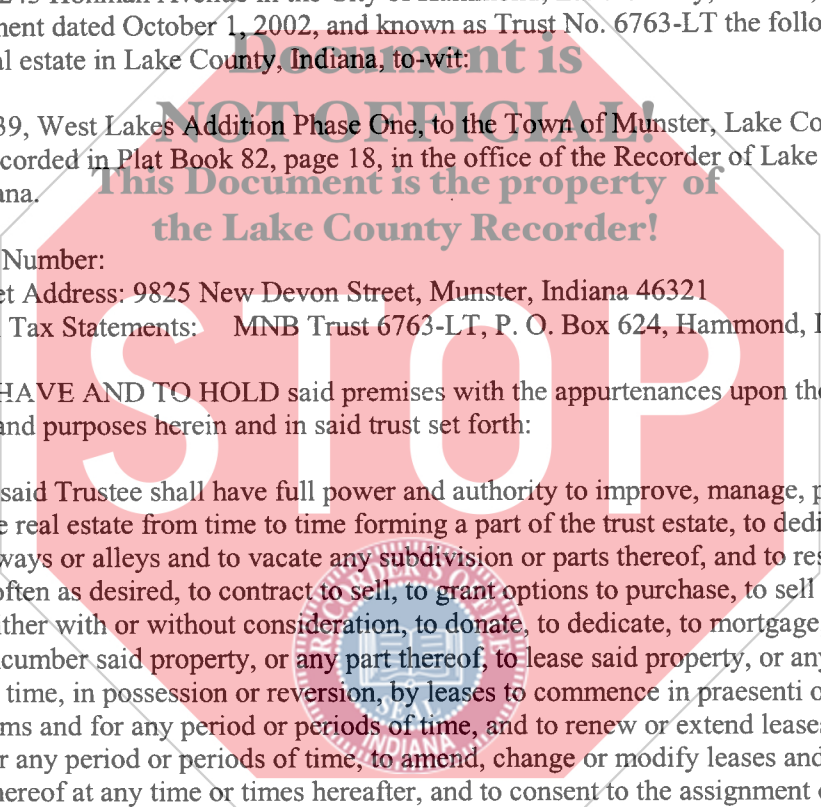 ment dated October 1, 2002, and known as Trust No. 6763-LT the follo
al estate in Lake County, Indiana, to-wit:
Document is
NOT OFFICIAL!
39, West Lakes Addition Phase One, to the Town of Munster, Lake Co
corded in Plat Book 82, page 18, in the office of the Recorder of Lake
This Document is the property of
ana.
the Lake County Recorder!
Number:
et Address: 9825 New Devon Street, Munster, Indiana 46321
Tax Statements: MNB Trust 6763-LT, P. O. Box 624, Hammond, I
HAVE AND TO HOLD said premises with the appurtenances upon the
and purposes herein and in said trust set forth:
STOP
said Trustee shall have full power and authority to improve, manage, p
e real estate from time to time forming a part of the trust estate, to dedi
ways or alleys and to vacate any subdivision or parts thereof, and to res
often as desired, to contract to sell, to grant options to purchase, to sell
ither with or without consideration, to donate, to dedicate, to mortgage
cumber said property, or any part thereof, to lease said property, or any
time, in possession or reversion, by leases to commence in praesenti o
ms and for any period or periods of time, and to renew or extend leases
r any period or periods of time, to amend, change or modify leases and
hereof at any time or times hereafter, and to consent to the assignment
RECORDER'S OFFICE
SEAL
INDIANA